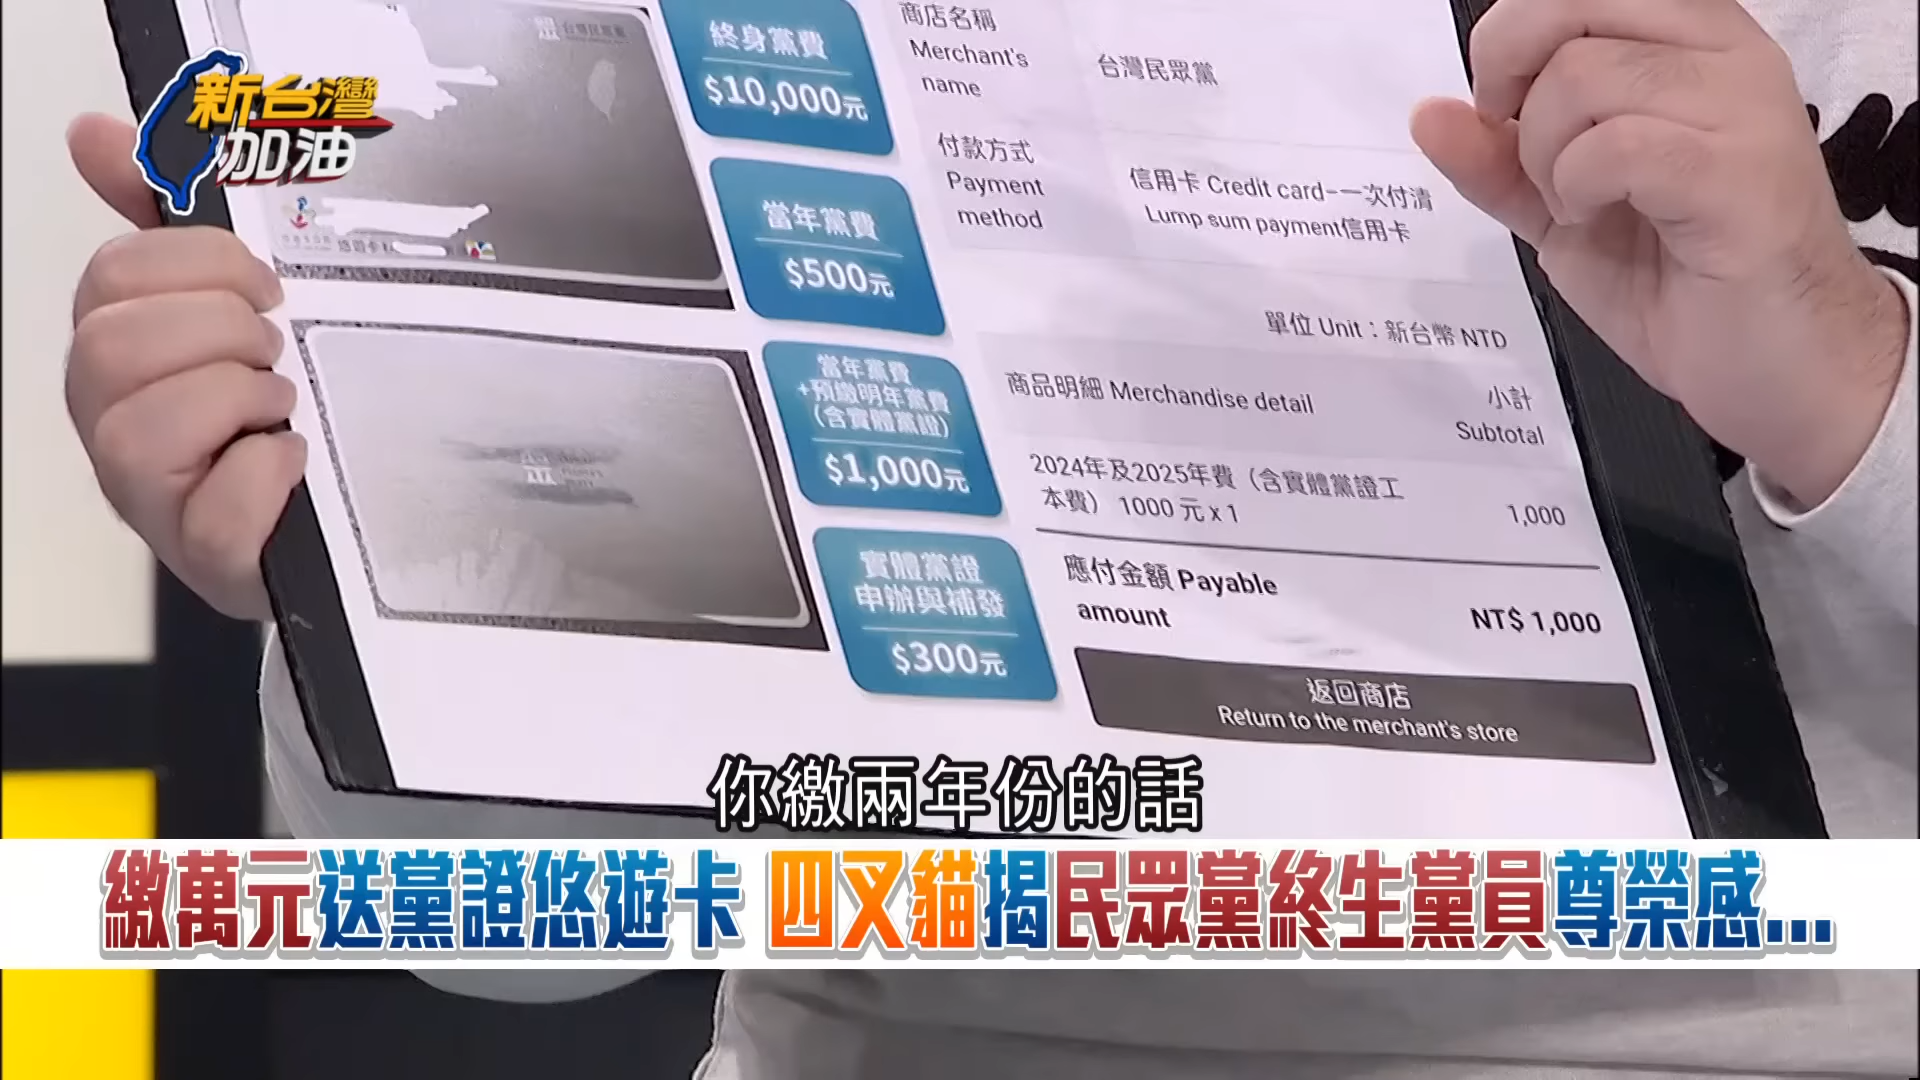 新台灣
加油
台灣民眾黨
悠遊卡
終身黨費
$10,000元
當年黨費
$500元
當年黨費
+預繳明年黨費
(含實體黨證)
$1,000元
實體黨證
申辦與補發
$300元
商店名稱
Merchant's
name
台灣民眾黨
付款方式
Payment
method
信用卡 Credit card-一次付清
Lump sum payment信用卡
單位 Unit：新台幣 NTD
商品明細 Merchandise detail
小計
Subtotal
2024年及2025年費（含實體黨證工
本費） 1000 元 x 1
1,000
應付金額 Payable
amount
NT$ 1,000
返回商店
Return to the merchant's store
你繳兩年份的話
繳萬元送黨證悠遊卡 四叉貓揭民眾黨終生黨員尊榮感...